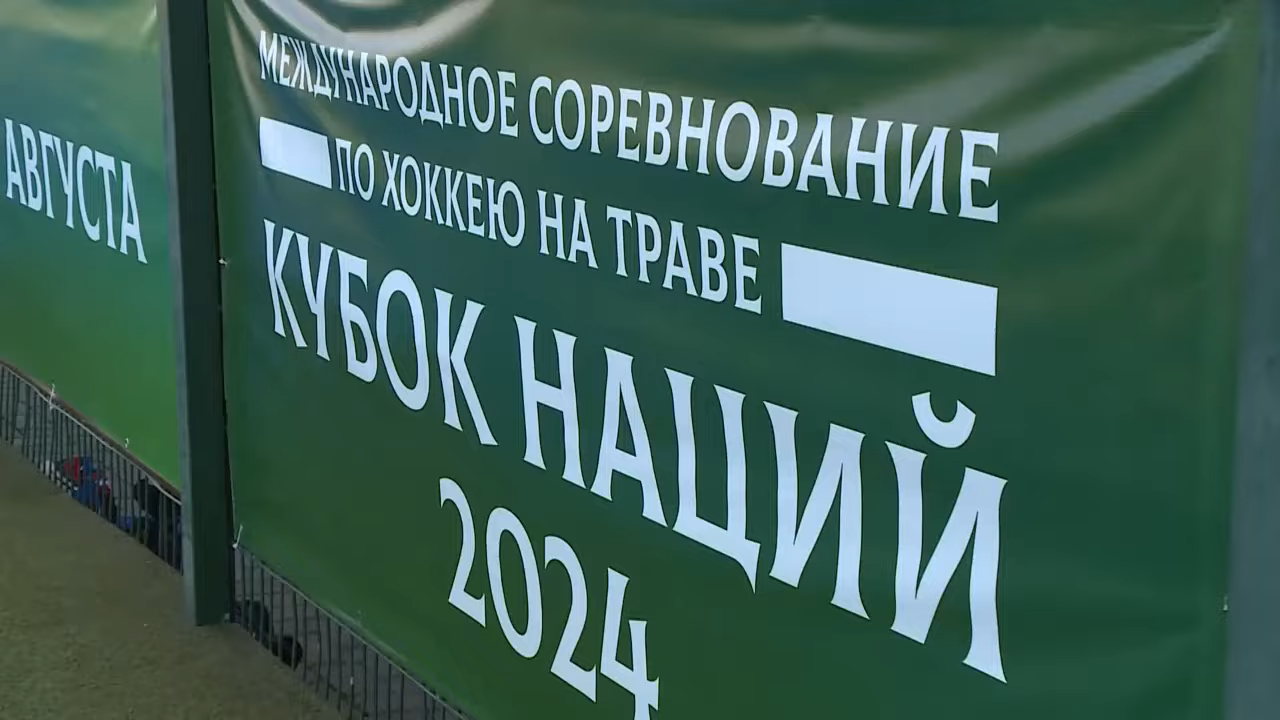 АВГУСТА
МЕЖДУНАРОДНОЕ СОРЕВНОВАНИЕ
ПО ХОККЕЮ НА ТРАВЕ
КУБОК НАЦИЙ
2024